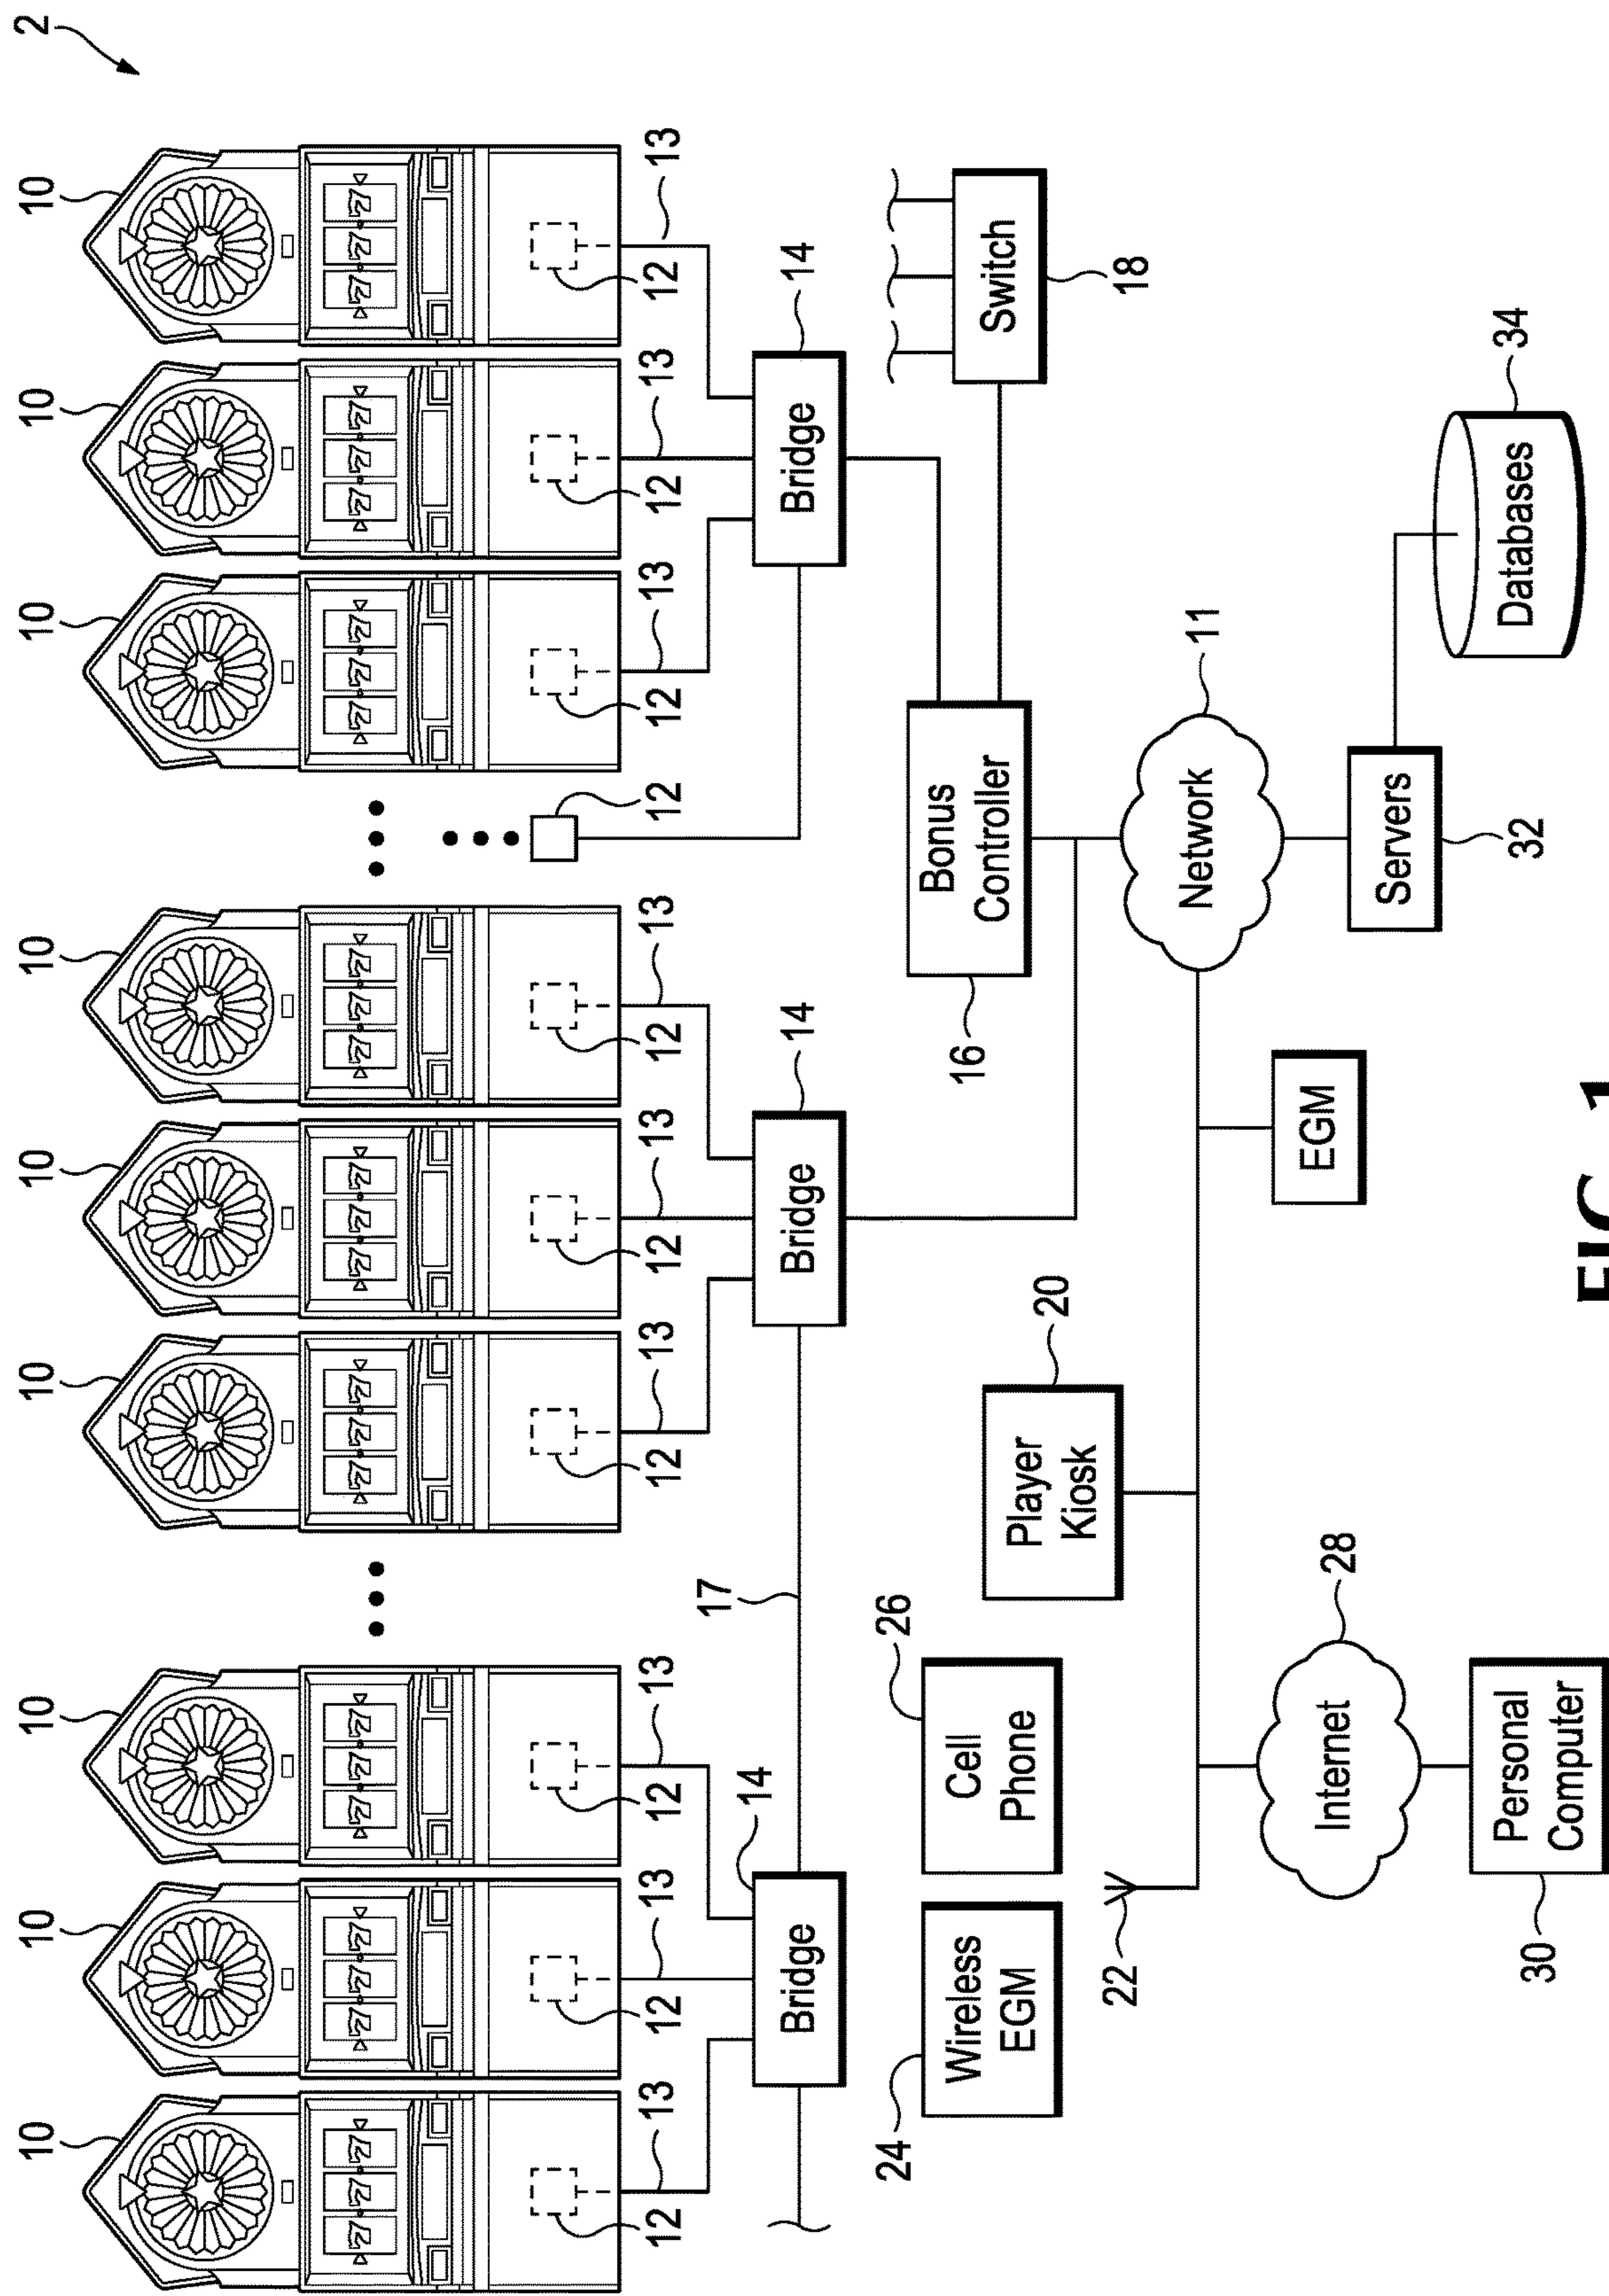 2
10 10 10 10 10 10 10 10 10
12 13 12 13 12 13 12 13 12 13 12 13 12 12 13 12 13 12 13
17
14 14 14
Bridge Bridge Bridge
24 26
Wireless
EGM
Cell
Phone
Bonus
Controller
16
Switch
18
Player
Kiosk
20
22
Network
11
EGM
Internet
28
Servers
32
Databases
34
Personal
Computer
30
FIG. 1